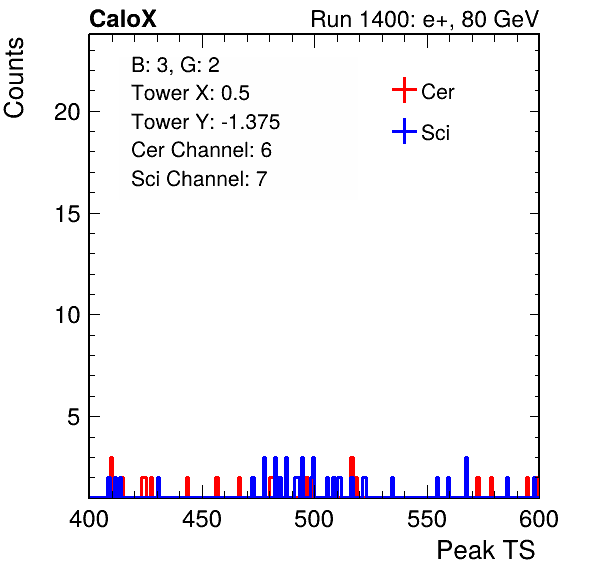 CaloX Run 1400: e+, 80 GeV
Counts
B: 3, G: 2
Tower X: 0.5
Tower Y: -1.375
Cer Channel: 6
Sci Channel: 7
Cer
Sci
20
15
10
5
400 450 500 550 600
Peak TS